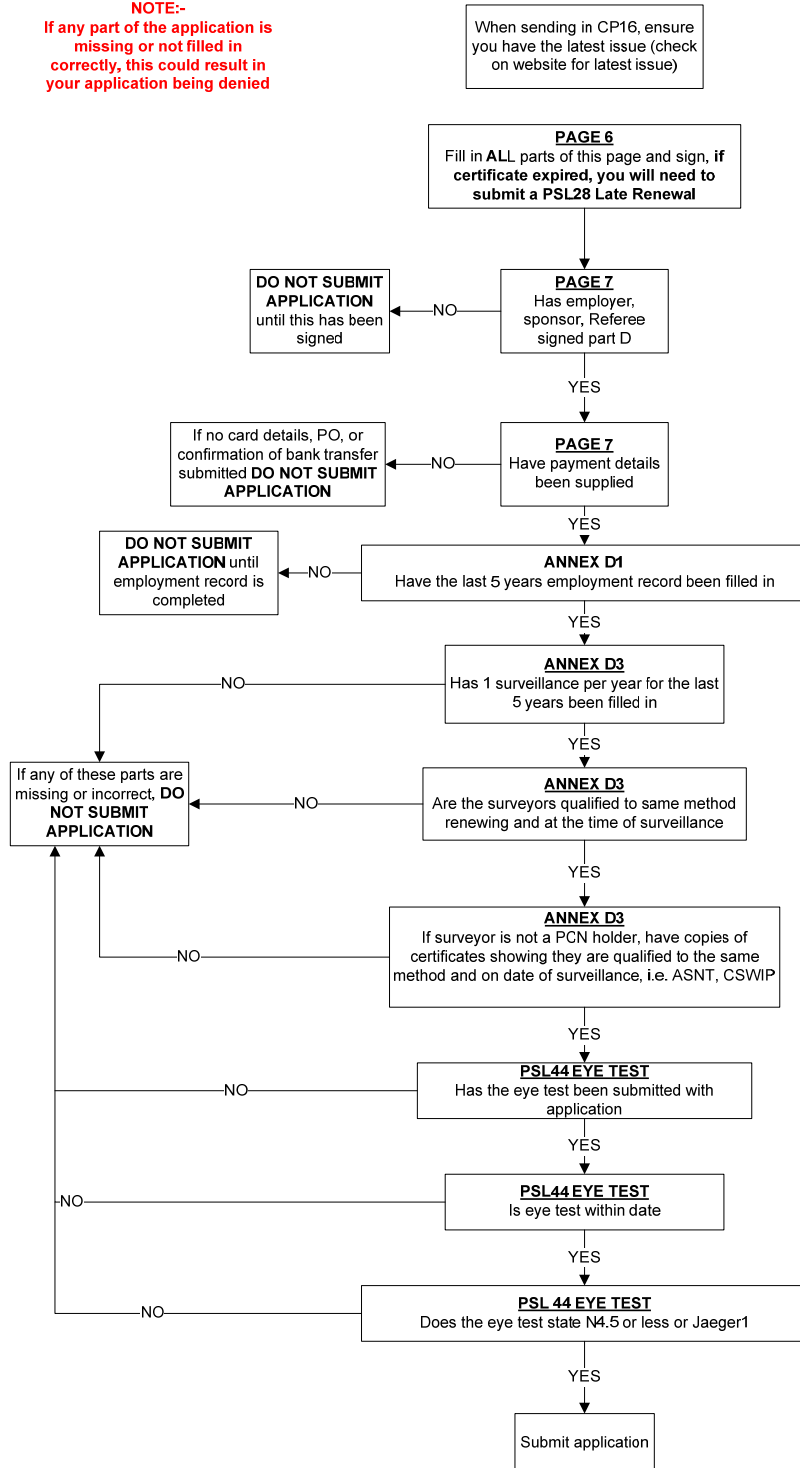 NOTE:-
If any part of the application is
missing or not filled in
correctly, this could result in
your application being denied
When sending in CP16, ensure
you have the latest issue (check
on website for latest issue)
PAGE 6
Fill in ALL parts of this page and sign, if
certificate expired, you will need to
submit a PSL28 Late Renewal
DO NOT SUBMIT
APPLICATION
until this has been
signed
NO
PAGE 7
Has employer,
sponsor, Referee
signed part D
YES
If no card details, PO, or
confirmation of bank transfer
submitted DO NOT SUBMIT
APPLICATION
NO
PAGE 7
Have payment details
been supplied
YES
DO NOT SUBMIT
APPLICATION until
employment record is
completed
NO
ANNEX D1
Have the last 5 years employment record been filled in
YES
NO
ANNEX D3
Has 1 surveillance per year for the last
5 years been filled in
YES
If any of these parts are
missing or incorrect, DO
NOT SUBMIT
APPLICATION
NO
ANNEX D3
Are the surveyors qualified to same method
renewing and at the time of surveillance
YES
NO
ANNEX D3
If surveyor is not a PCN holder, have copies of
certificates showing they are qualified to the same
method and on date of surveillance, i.e. ASNT, CSWIP
YES
NO
PSL44 EYE TEST
Has the eye test been submitted with
application
YES
NO
PSL44 EYE TEST
Is eye test within date
YES
NO
PSL 44 EYE TEST
Does the eye test state N4.5 or less or Jaeger1
YES
Submit application